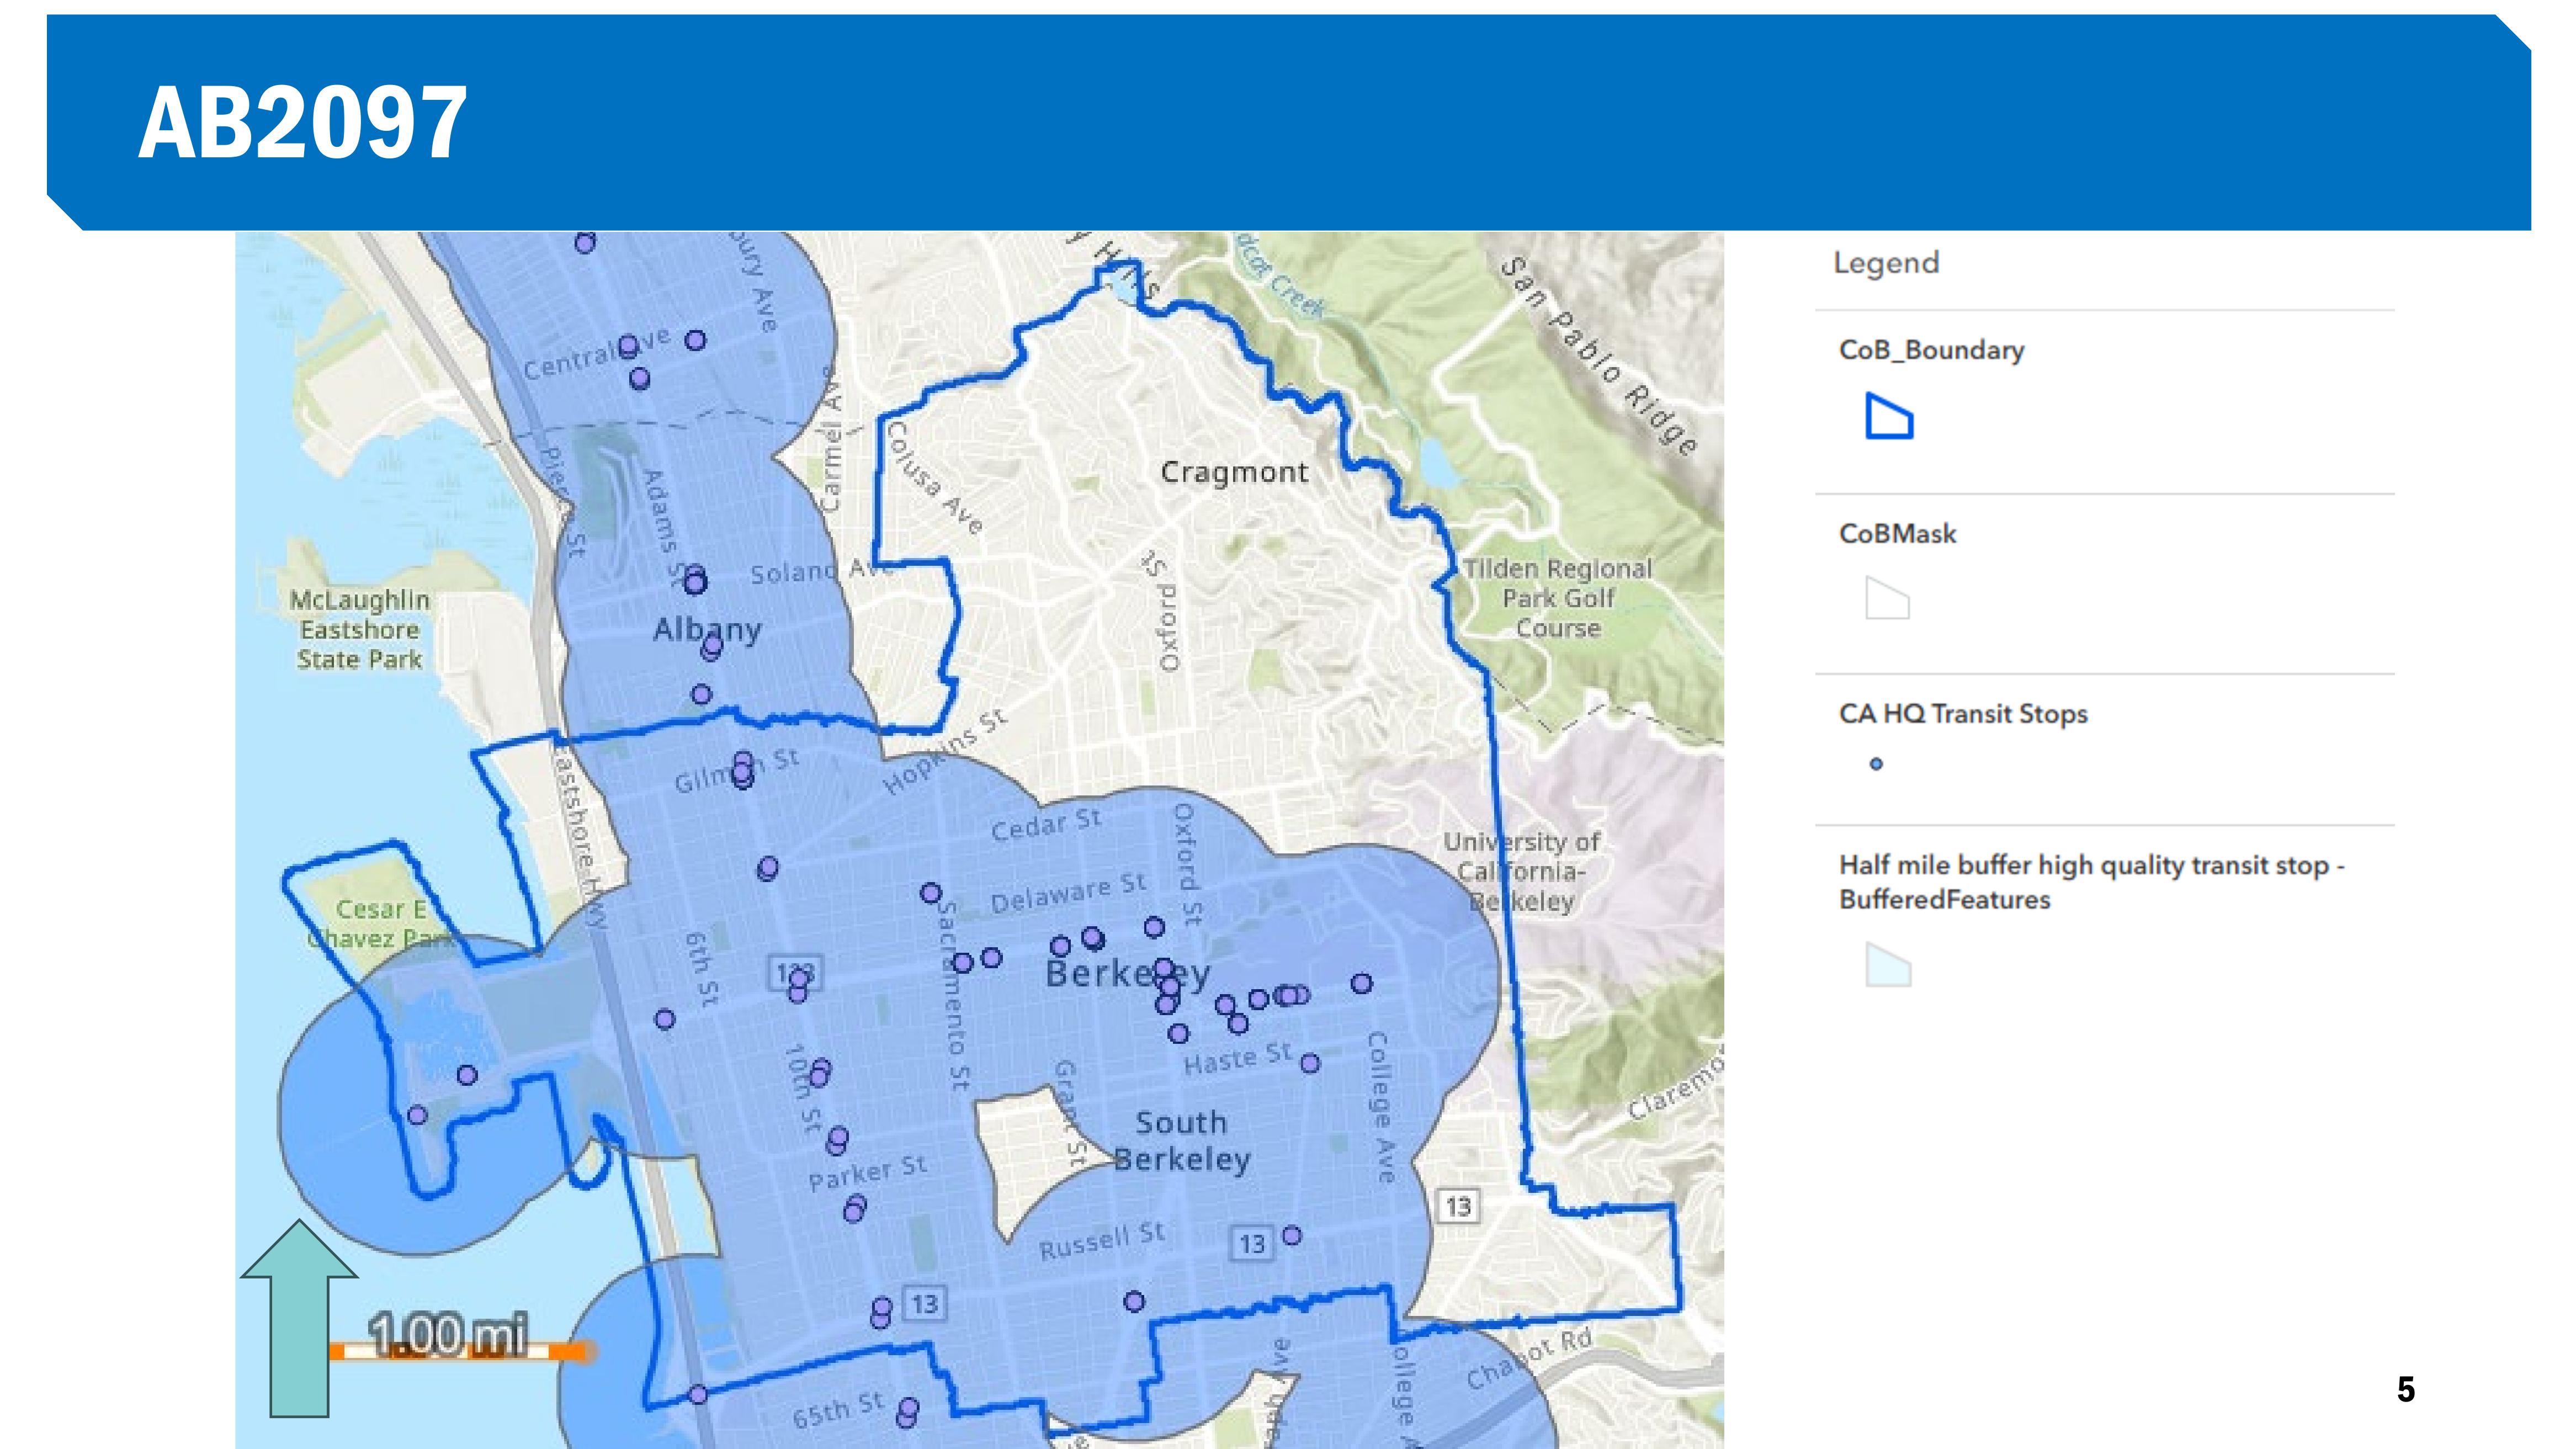 AB2097
Central Ave
Carmel Ave
Colusa Ave
San Pablo Ridge
Cragmont
Adams St
Pierce St
Solano Ave
Oxford St
Tilden Regional
Park Golf
Course
McLaughlin
Eastshore
State Park
Albany
Hopkins St
Gilman St
Eastshore Hwy
Cedar St
Oxford St
University of
California-
Berkeley
Delaware St
Cesar E
Chavez Park
Sacramento St
6th St
Berkeley
10th St
Haste St
College Ave
Grant St
South
Berkeley
Parker St
13
Russell St
13
13
1.00 mi
Chabot Rd
65th St
Legend
CoB_Boundary
CoBMask
CA HQ Transit Stops
Half mile buffer high quality transit stop -
BufferedFeatures
5